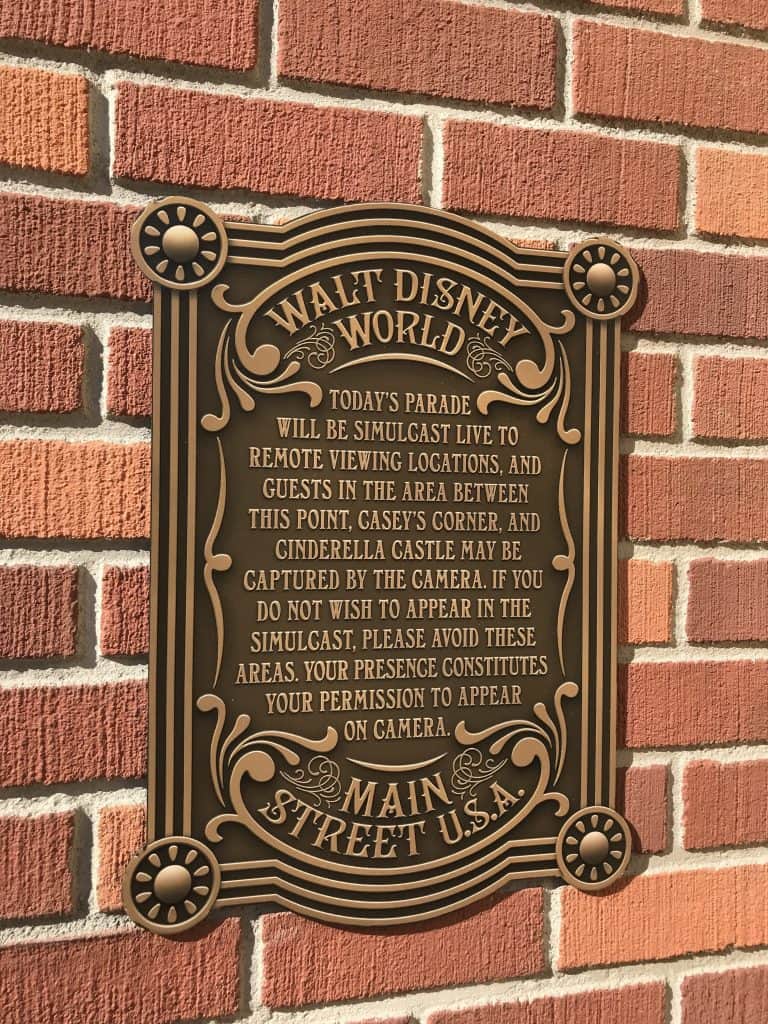 WALT DISNEY
WORLD
TODAY'S PARADE
WILL BE SIMULCAST LIVE TO
REMOTE VIEWING LOCATIONS, AND
GUESTS IN THE AREA BETWEEN
THIS POINT, CASEY'S CORNER, AND
CINDERELLA CASTLE MAY BE
CAPTURED BY THE CAMERA. IF YOU
DO NOT WISH TO APPEAR IN THE
SIMULCAST, PLEASE AVOID THESE
AREAS. YOUR PRESENCE CONSTITUTES
YOUR PERMISSION TO APPEAR
ON CAMERA.
MAIN
STREET U.S.A.